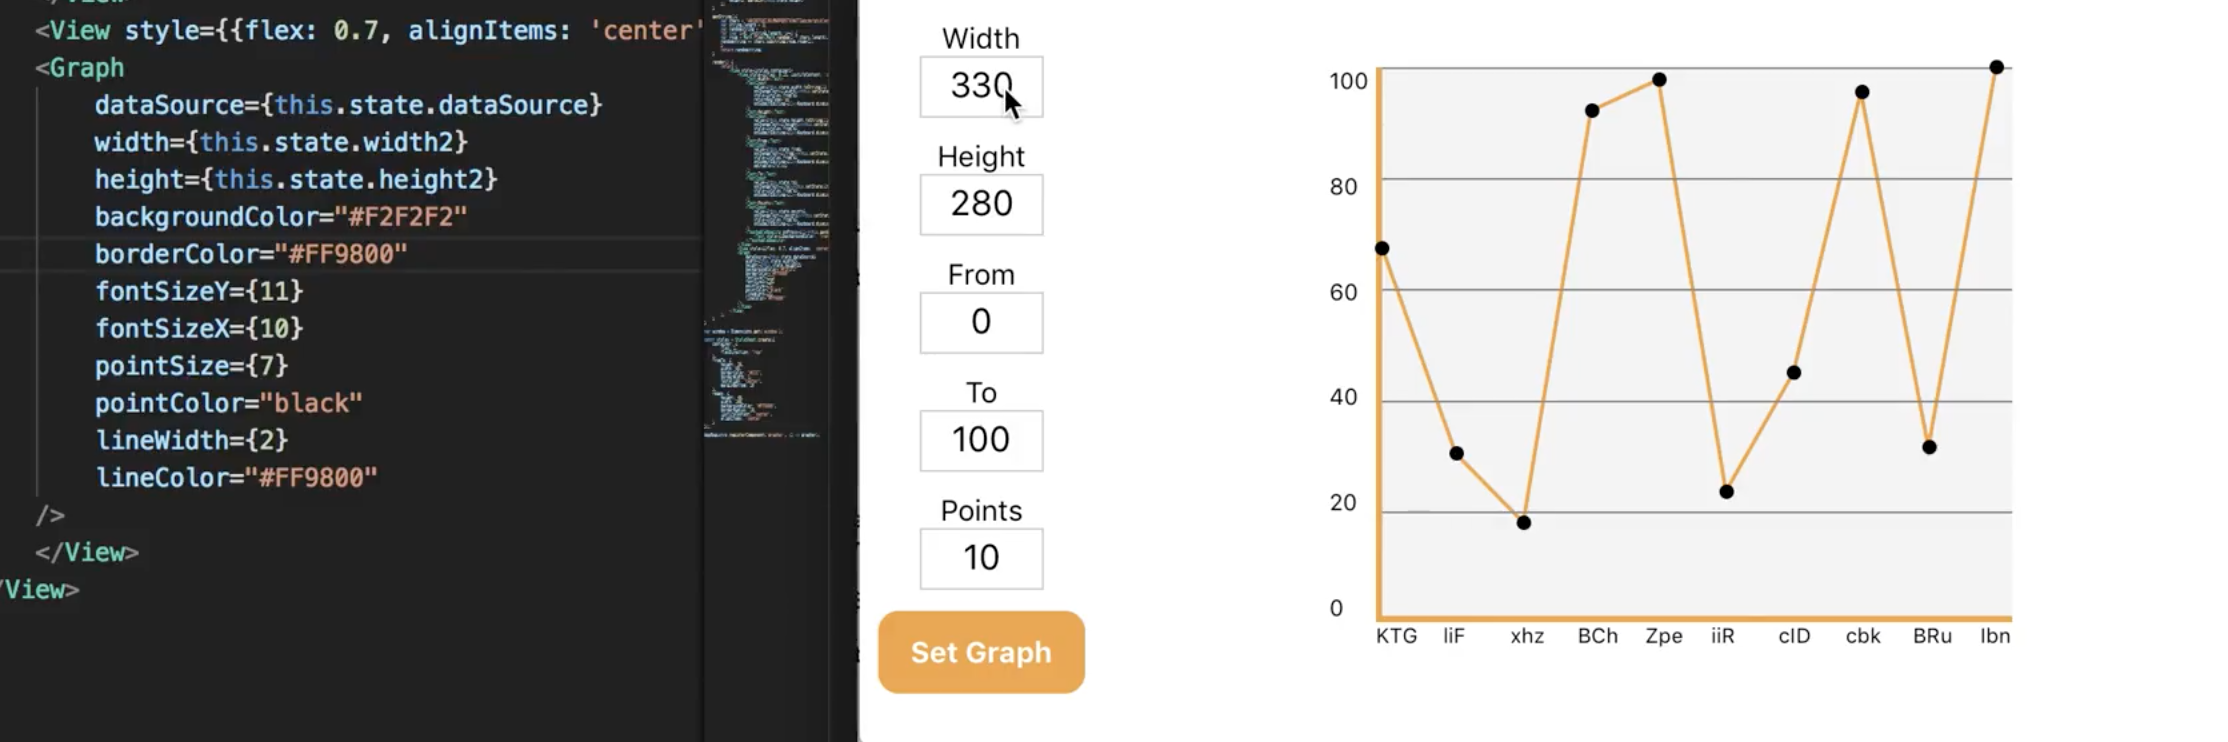 </View>
<View style={{flex: 0.7, alignItems: 'center'
<Graph
dataSource={this.state.dataSource}
width={this.state.width2}
height={this.state.height2}
backgroundColor="#F2F2F2"
borderColor="#FF9800"
fontSizeY={11}
fontSizeX={10}
pointSize={7}
pointColor="black"
lineWidth={2}
lineColor="#FF9800"
/>
</View>
/View>
Width
330
Height
280
From
0
To
100
Points
10
Set Graph
100
80
60
40
20
0
KTG liF xhz BCh Zpe iiR cID cbk BRu Ibn